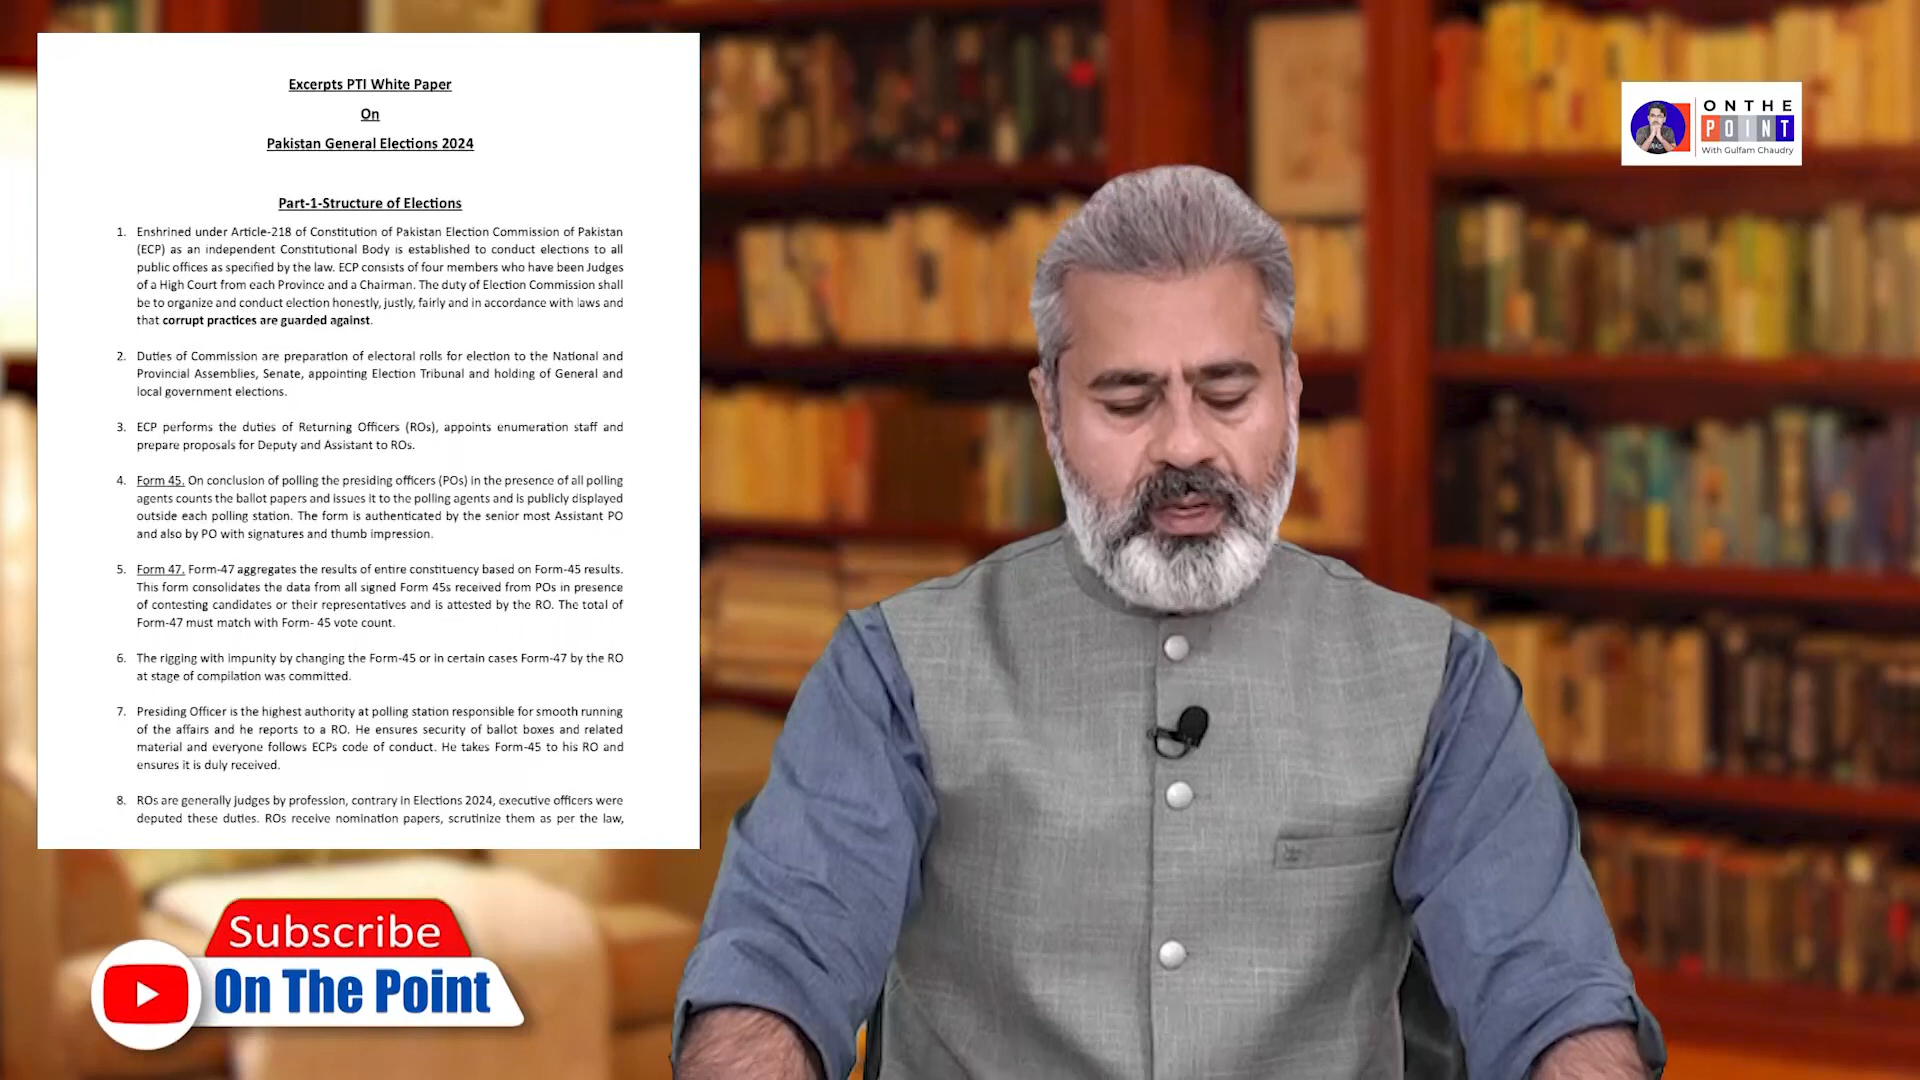 Excerpts PTI White Paper
On
Pakistan General Elections 2024
Part-1-Structure of Elections
1. Enshrined under Article-218 of Constitution of Pakistan Election Commission of Pakistan
(ECP) as an independent Constitutional Body is established to conduct elections to all
public offices as specified by the law. ECP consists of four members who have been Judges
of a High Court from each Province and a Chairman. The duty of Election Commission shall
be to organize and conduct election honestly, justly, fairly and in accordance with laws and
that corrupt practices are guarded against.
2. Duties of Commission are preparation of electoral rolls for election to the National and
Provincial Assemblies, Senate, appointing Election Tribunal and holding of General and
local government elections.
3. ECP performs the duties of Returning Officers (ROs), appoints enumeration staff and
prepare proposals for Deputy and Assistant to ROs.
4. Form 45. On conclusion of polling the presiding officers (POs) in the presence of all polling
agents counts the ballot papers and issues it to the polling agents and is publicly displayed
outside each polling station. The form is authenticated by the senior most Assistant PO
and also by PO with signatures and thumb impression.
5. Form 47. Form-47 aggregates the results of entire constituency based on Form-45 results.
This form consolidates the data from all signed Form 45s received from POs in presence
of contesting candidates or their representatives and is attested by the RO. The total of
Form-47 must match with Form- 45 vote count.
6. The rigging with impunity by changing the Form-45 or in certain cases Form-47 by the RO
at stage of compilation was committed.
7. Presiding Officer is the highest authority at polling station responsible for smooth running
of the affairs and he reports to a RO. He ensures security of ballot boxes and related
material and everyone follows ECPs code of conduct. He takes Form-45 to his RO and
ensures it is duly received.
8. ROs are generally judges by profession, contrary in Elections 2024, executive officers were
deputed these duties. ROs receive nomination papers, scrutinize them as per the law,
ON THE
POINT
With Gulfam Chaudry
Subscribe
On The Point